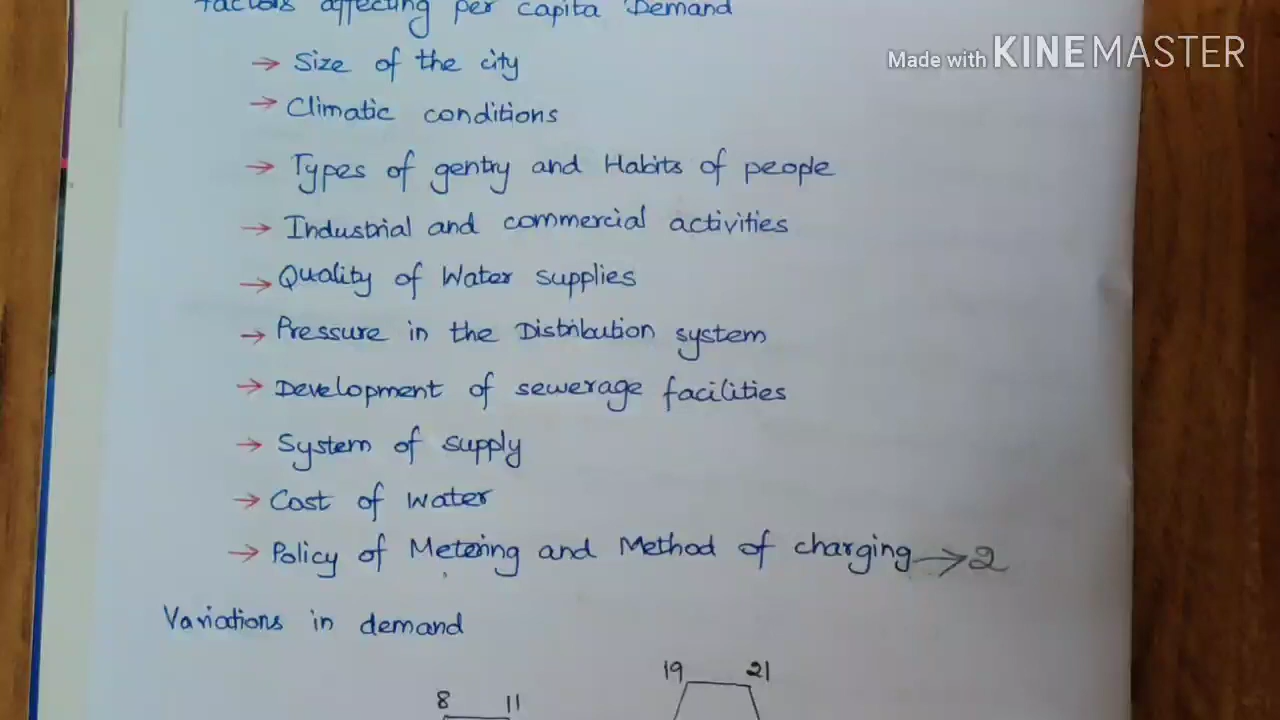 Factors affecting per capita Demand
Made with KINEMASTER
→ Size of the city
→ Climatic conditions
→ Types of gentry and Habits of people
→ Industrial and commercial activities
→ Quality of Water supplies
→ Pressure in the Distribution system
→ Development of sewerage facilities
→ System of supply
→ Cost of water
→ Policy of Metering and Method of charging → 2
Variations in demand
19 21
8 11